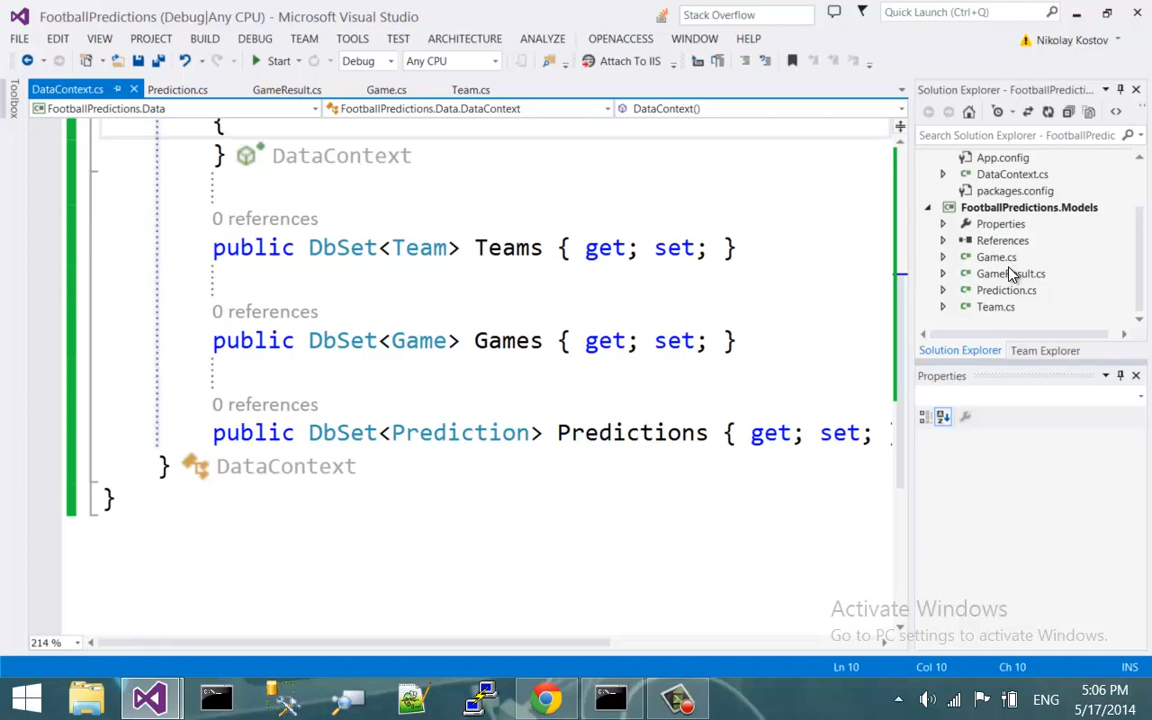 FootballPredictions (Debug|Any CPU) - Microsoft Visual Studio
Stack Overflow
Quick Launch (Ctrl+Q)
FILE EDIT VIEW PROJECT BUILD DEBUG TEAM TOOLS TEST ARCHITECTURE ANALYZE OPENACCESS WINDOW HELP
Nikolay Kostov
Start Debug Any CPU Attach To IIS
Toolbox
DataContext.cs Prediction.cs GameResult.cs Game.cs Team.cs
FootballPredictions.Data FootballPredictions.Data.DataContext DataContext()
{
} DataContext
0 references
public DbSet<Team> Teams { get; set; }
0 references
public DbSet<Game> Games { get; set; }
0 references
public DbSet<Prediction> Predictions { get; set;
} DataContext
}
214 %
Solution Explorer - FootballPredicti...
Search Solution Explorer - FootballPredic
App.config
DataContext.cs
packages.config
FootballPredictions.Models
Properties
References
Game.cs
GameResult.cs
Prediction.cs
Team.cs
Solution Explorer Team Explorer
Properties
Activate Windows
Go to PC settings to activate Windows.
Ln 10 Col 10 Ch 10 INS
ENG
5:06 PM
5/17/2014